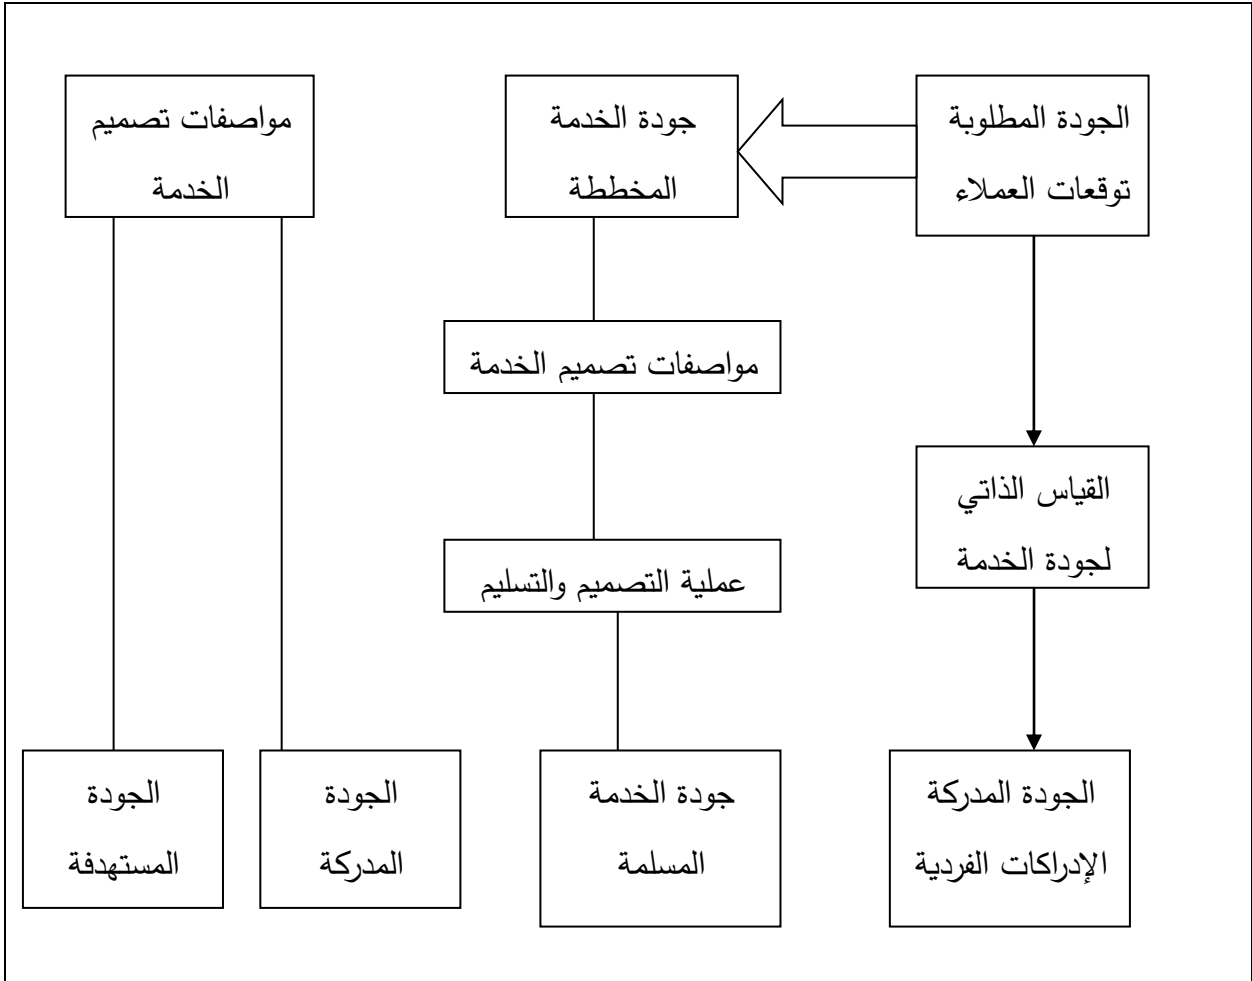 الجودة المطلوبة
توقعات العملاء
جودة الخدمة
المخططة
مواصفات تصميم
الخدمة
مواصفات تصميم الخدمة
القياس الذاتي
لجودة الخدمة
عملية التصميم والتسليم
الجودة المدركة
الإدراكات الفردية
جودة الخدمة
المسلمة
الجودة
المدركة
الجودة
المستهدفة